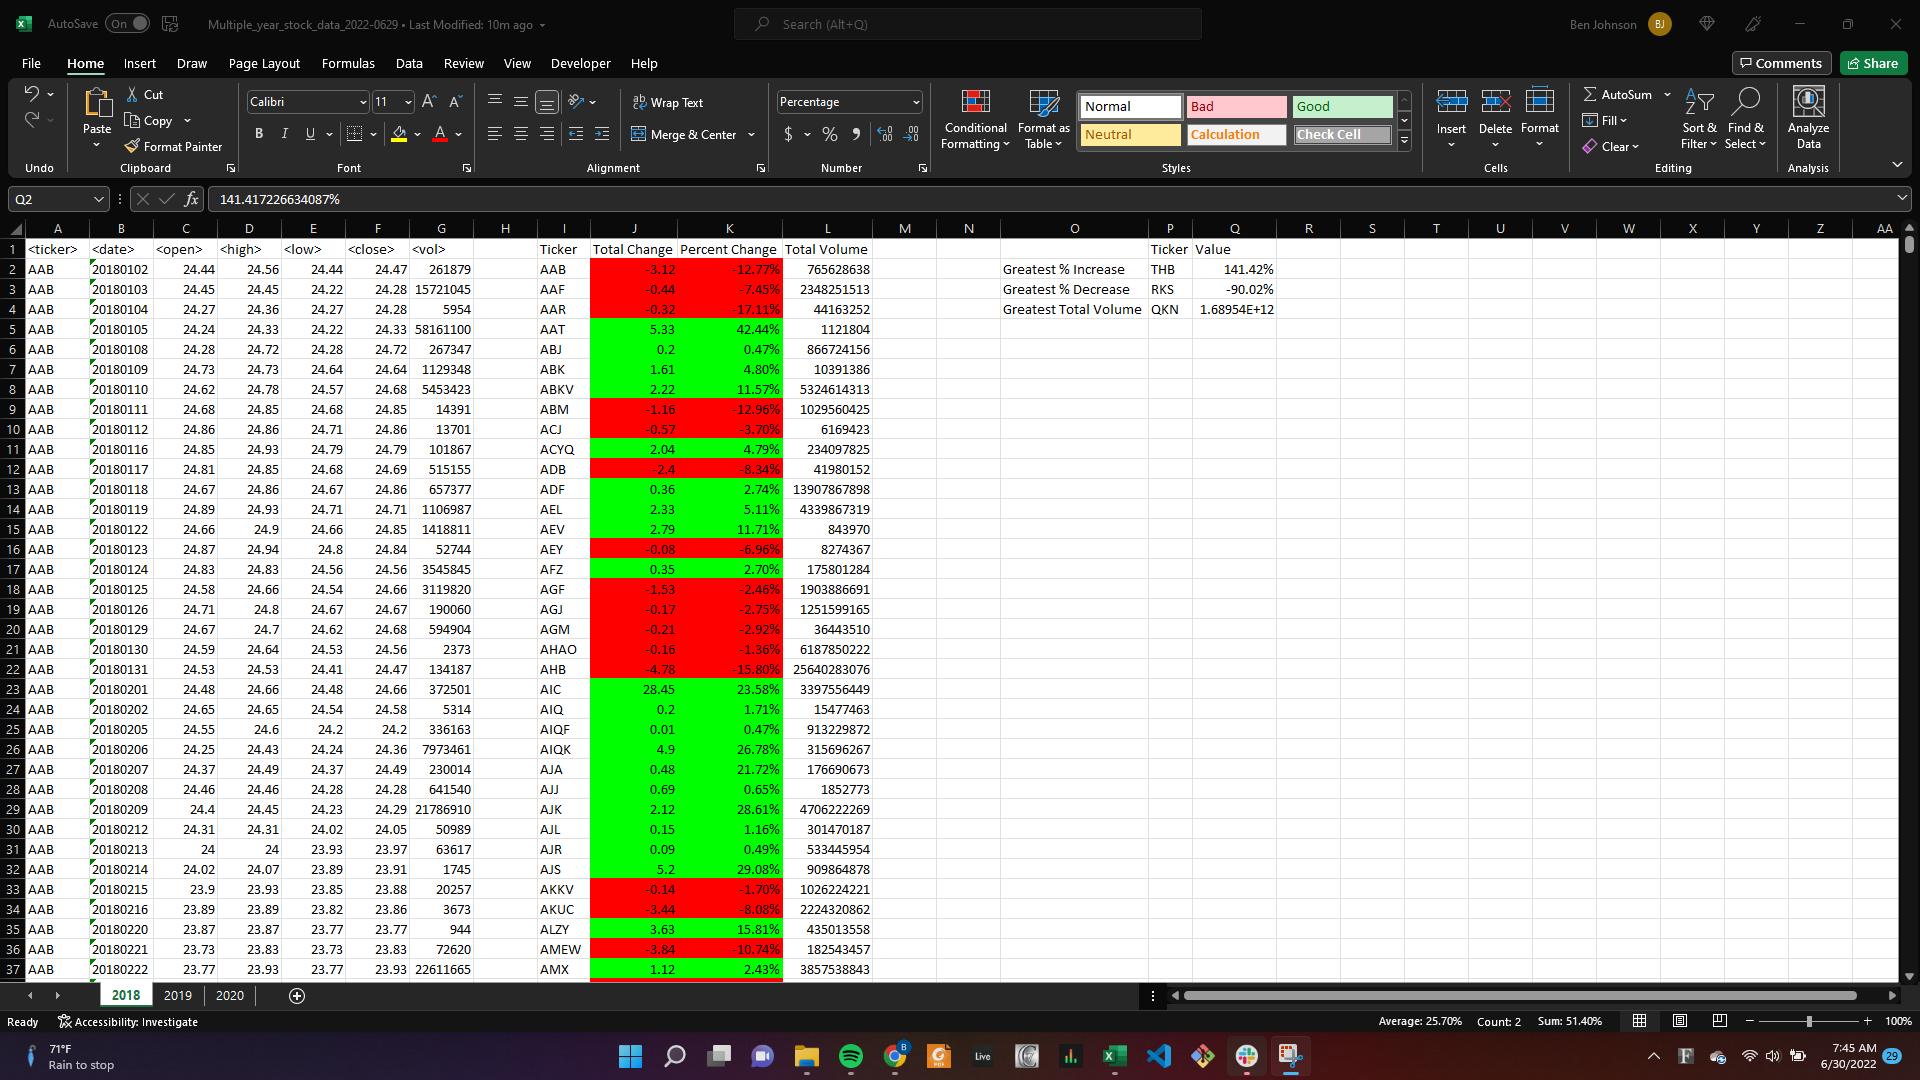 AutoSave On Multiple_year_stock_data_2022-0629 • Last Modified: 10m ago Search (Alt+Q) Ben Johnson BJ
File Home Insert Draw Page Layout Formulas Data Review View Developer Help Comments Share
Cut Calibri 11 Wrap Text Percentage Normal Bad Good AutoSum
Paste Copy Conditional Formatting Format as Table Insert Delete Format Fill Sort & Filter Find & Select Analyze Data
Format Painter B I U Merge & Center $ % Neutral Calculation Check Cell Clear
Undo Clipboard Font Alignment Number Styles Cells Editing Analysis
Q2 fx 141.417226634087%
A B C D E F G H I J K L M N O P Q R S T U V W X Y Z AA
1 <ticker> <date> <open> <high> <low> <close> <vol> Ticker Total Change Percent Change Total Volume Ticker Value
2 AAB 20180102 24.44 24.56 24.44 24.47 261879 AAB -3.12 -12.77% 765628638 Greatest % Increase THB 141.42%
3 AAB 20180103 24.45 24.45 24.22 24.28 15721045 AAF -0.44 -7.45% 2348251513 Greatest % Decrease RKS -90.02%
4 AAB 20180104 24.27 24.36 24.27 24.28 5954 AAR -0.32 -17.11% 44163252 Greatest Total Volume QKN 1.68954E+12
5 AAB 20180105 24.24 24.33 24.22 24.33 58161100 AAT 5.33 42.44% 1121804
6 AAB 20180108 24.28 24.72 24.28 24.72 267347 ABJ 0.2 0.47% 866724156
7 AAB 20180109 24.73 24.73 24.64 24.64 1129348 ABK 1.61 4.80% 10391386
8 AAB 20180110 24.62 24.78 24.57 24.68 5453423 ABKV 2.22 11.57% 5324614313
9 AAB 20180111 24.68 24.85 24.68 24.85 14391 ABM -1.16 -12.96% 1029560425
10 AAB 20180112 24.86 24.86 24.71 24.86 13701 ACJ -0.57 -3.70% 6169423
11 AAB 20180116 24.85 24.93 24.79 24.79 101867 ACYQ 2.04 4.79% 234097825
12 AAB 20180117 24.81 24.85 24.68 24.69 515155 ADB -2.4 -8.34% 41980152
13 AAB 20180118 24.67 24.86 24.67 24.86 657377 ADF 0.36 2.74% 13907867898
14 AAB 20180119 24.89 24.93 24.71 24.71 1106987 AEL 2.33 5.11% 4339867319
15 AAB 20180122 24.66 24.9 24.66 24.85 1418811 AEV 2.79 11.71% 843970
16 AAB 20180123 24.87 24.94 24.8 24.84 52744 AEY -0.08 -6.96% 8274367
17 AAB 20180124 24.83 24.83 24.56 24.56 3545845 AFZ 0.35 2.70% 175801284
18 AAB 20180125 24.58 24.66 24.54 24.66 3119820 AGF -1.53 -2.46% 1903886691
19 AAB 20180126 24.71 24.8 24.67 24.67 190060 AGJ -0.17 -2.75% 1251599165
20 AAB 20180129 24.67 24.7 24.62 24.68 594904 AGM -0.21 -2.92% 36443510
21 AAB 20180130 24.59 24.64 24.53 24.56 2373 AHAO -0.16 -1.36% 6187850222
22 AAB 20180131 24.53 24.53 24.41 24.47 134187 AHB -4.78 -15.80% 25640283076
23 AAB 20180201 24.48 24.66 24.48 24.66 372501 AIC 28.45 23.58% 3397556449
24 AAB 20180202 24.65 24.65 24.54 24.58 5314 AIQ 0.2 1.71% 15477463
25 AAB 20180205 24.55 24.6 24.2 24.2 336163 AIQF 0.01 0.47% 913229872
26 AAB 20180206 24.25 24.43 24.24 24.36 7973461 AIQK 4.9 26.78% 315696267
27 AAB 20180207 24.37 24.49 24.37 24.49 230014 AJA 0.48 21.72% 176690673
28 AAB 20180208 24.46 24.46 24.28 24.28 641540 AJJ 0.69 0.65% 1852773
29 AAB 20180209 24.4 24.45 24.23 24.29 21786910 AJK 2.12 28.61% 4706222269
30 AAB 20180212 24.31 24.31 24.02 24.05 50989 AJL 0.15 1.16% 301470187
31 AAB 20180213 24 24 23.93 23.97 63617 AJR 0.09 0.49% 533445954
32 AAB 20180214 24.02 24.07 23.89 23.91 1745 AJS 5.2 29.08% 909864878
33 AAB 20180215 23.9 23.93 23.85 23.88 20257 AKKV -0.14 -1.70% 1026224221
34 AAB 20180216 23.89 23.89 23.82 23.86 3673 AKUC -3.44 -8.08% 2224320862
35 AAB 20180220 23.87 23.87 23.77 23.77 944 ALZY 3.63 15.81% 435013558
36 AAB 20180221 23.73 23.83 23.73 23.83 72620 AMEW -3.84 -10.74% 182543457
37 AAB 20180222 23.77 23.93 23.77 23.93 22611665 AMX 1.12 2.43% 3857538843
2018 2019 2020
Ready Accessibility: Investigate Average: 25.70% Count: 2 Sum: 51.40% 100%
71°F
Rain to stop
Live
7:45 AM
6/30/2022 29